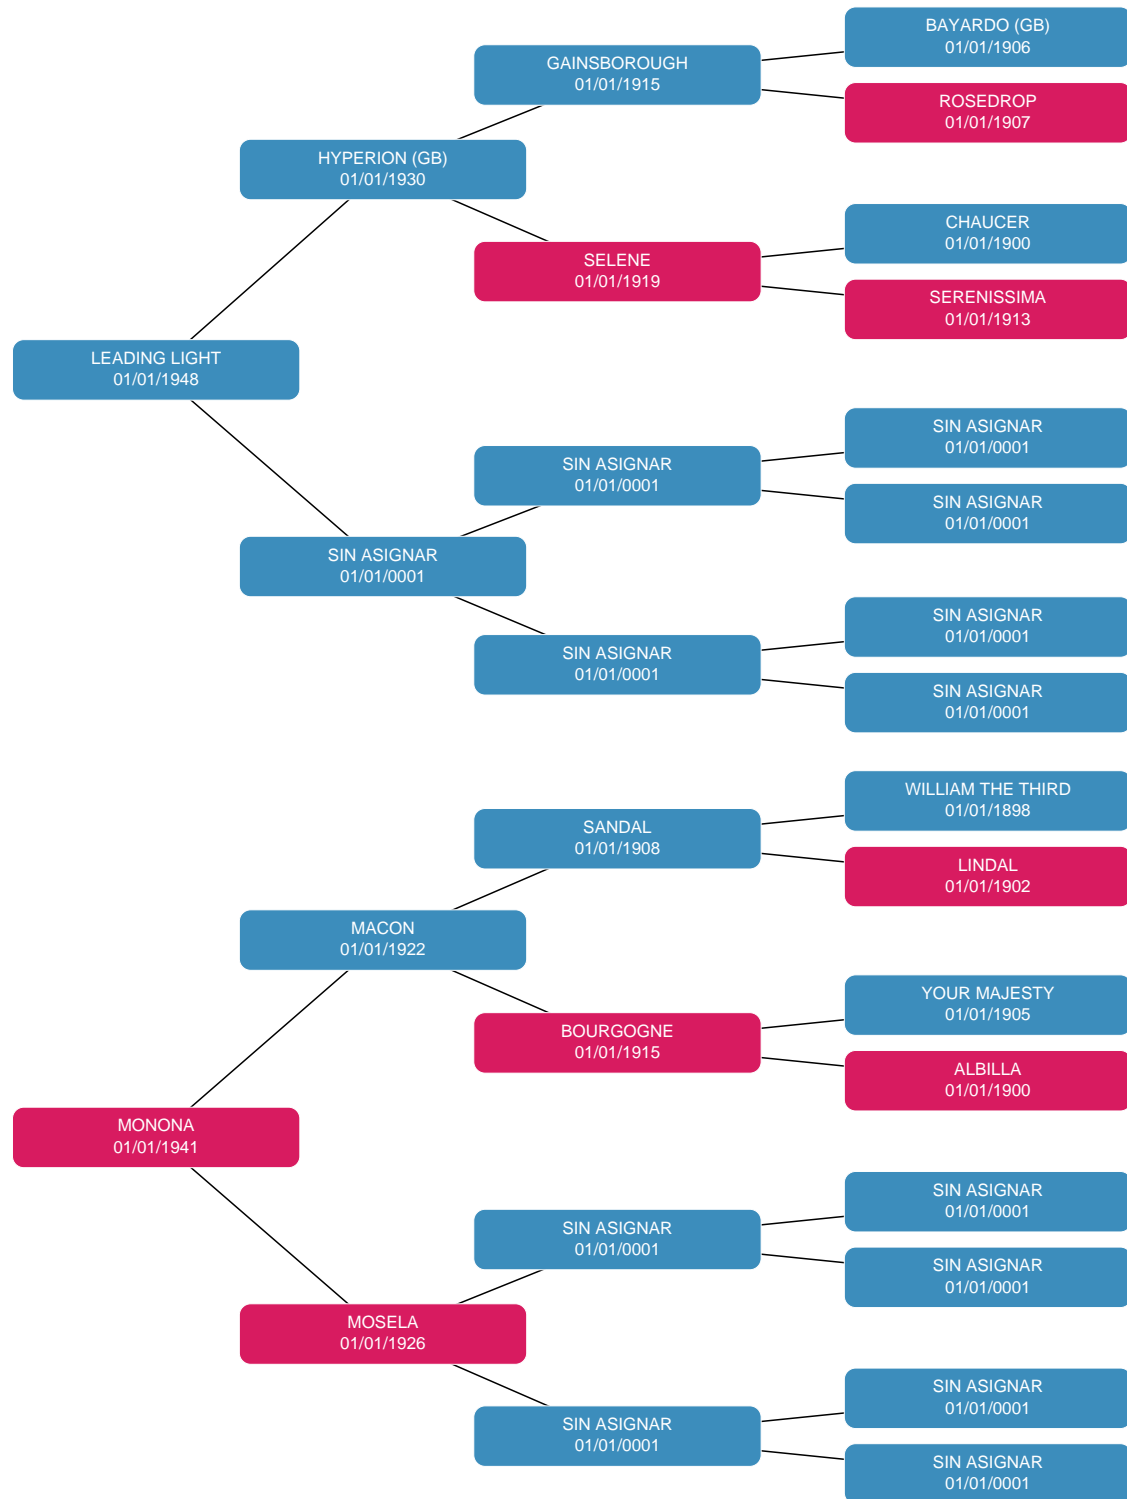 BAYARDO (GB)
01/01/1906
GAINSBOROUGH
01/01/1915
ROSEDROP
01/01/1907
HYPERION (GB)
01/01/1930
CHAUCER
01/01/1900
SELENE
01/01/1919
SERENISSIMA
01/01/1913
LEADING LIGHT
01/01/1948
SIN ASIGNAR
01/01/0001
SIN ASIGNAR
01/01/0001
SIN ASIGNAR
01/01/0001
SIN ASIGNAR
01/01/0001
SIN ASIGNAR
01/01/0001
SIN ASIGNAR
01/01/0001
SIN ASIGNAR
01/01/0001
WILLIAM THE THIRD
01/01/1898
SANDAL
01/01/1908
LINDAL
01/01/1902
MACON
01/01/1922
YOUR MAJESTY
01/01/1905
BOURGOGNE
01/01/1915
ALBILLA
01/01/1900
MONONA
01/01/1941
SIN ASIGNAR
01/01/0001
SIN ASIGNAR
01/01/0001
SIN ASIGNAR
01/01/0001
MOSELA
01/01/1926
SIN ASIGNAR
01/01/0001
SIN ASIGNAR
01/01/0001
SIN ASIGNAR
01/01/0001